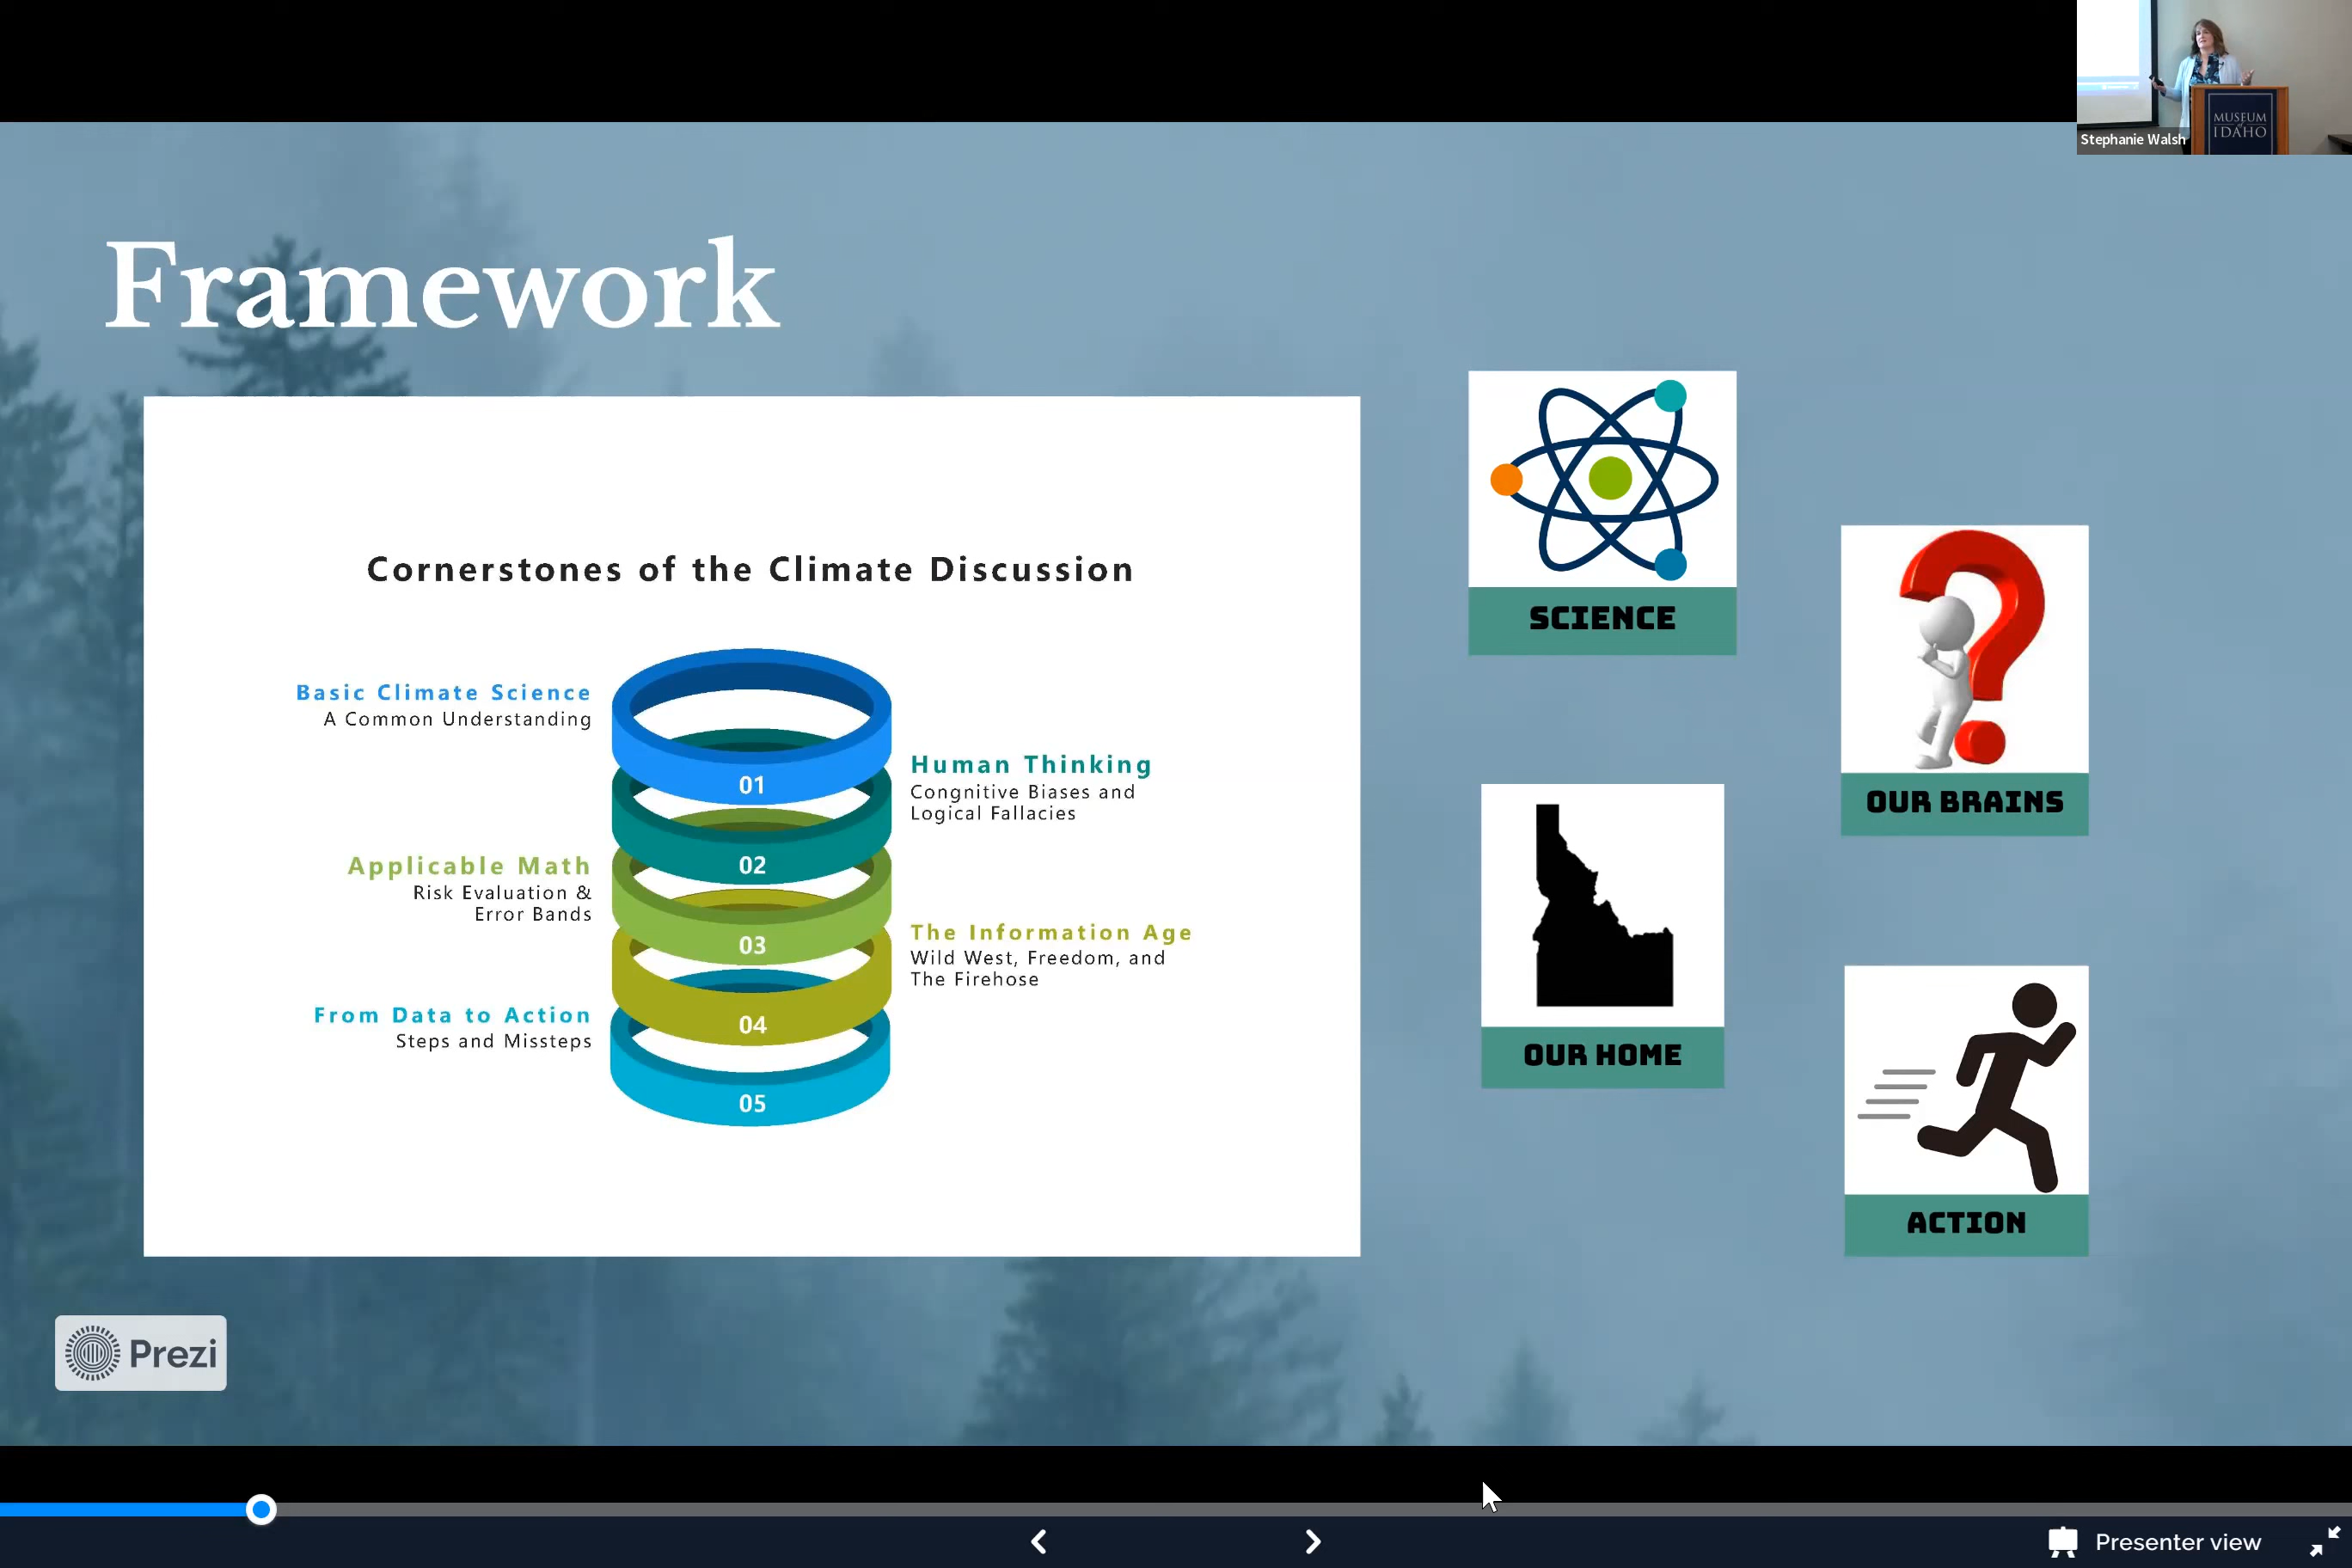 MUSEUM
of
IDAHO
Stephanie Walsh
Framework
Cornerstones of the Climate Discussion
Basic Climate Science
A Common Understanding
Human Thinking
Congnitive Biases and
Logical Fallacies
Applicable Math
Risk Evaluation &
Error Bands
The Information Age
Wild West, Freedom, and
The Firehose
From Data to Action
Steps and Missteps
01
02
03
04
05
SCIENCE
OUR BRAINS
OUR HOME
ACTION
Prezi
Presenter view